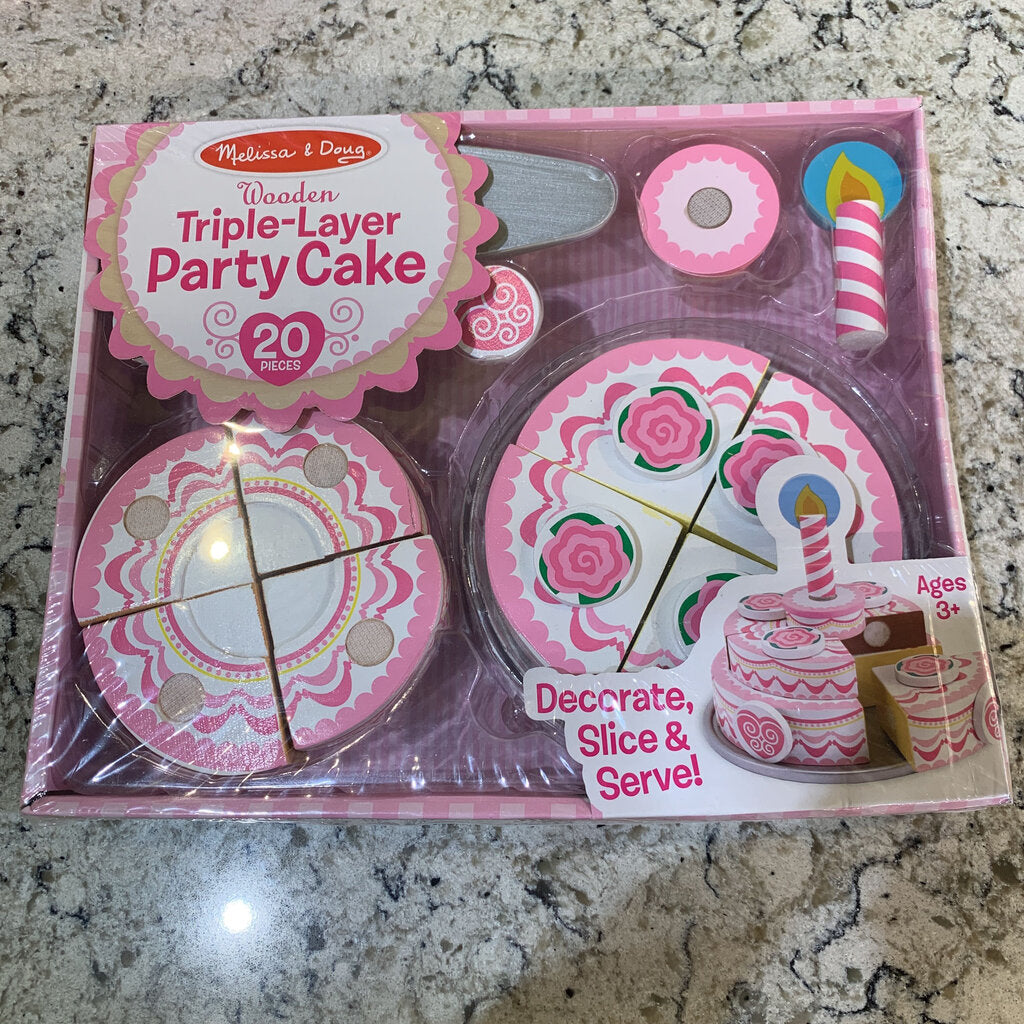 Melissa & Doug
Wooden
Triple-Layer
Party Cake
20
PIECES
Ages
3+
Decorate,
Slice &
Serve!